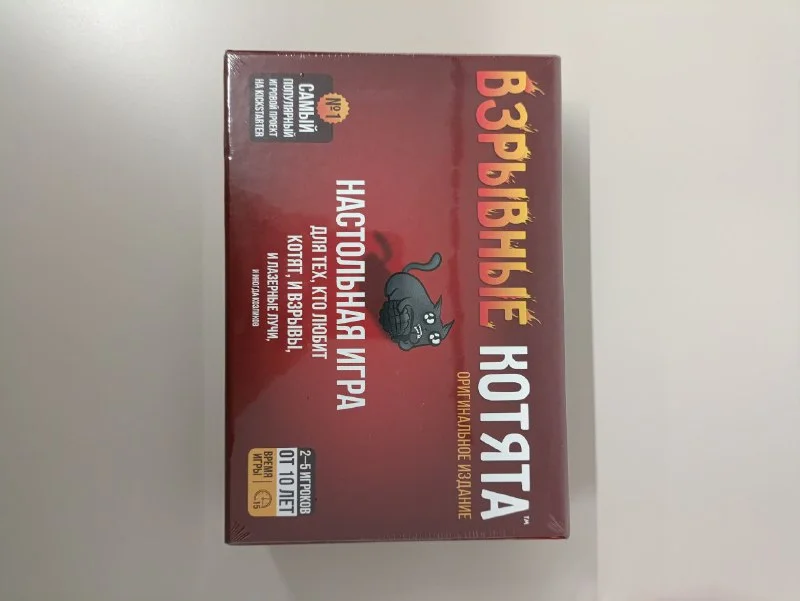 ВЗРЫВНЫЕ КОТЯТА™
ОРИГИНАЛЬНОЕ ИЗДАНИЕ
НАСТОЛЬНАЯ ИГРА
ДЛЯ ТЕХ, КТО ЛЮБИТ
КОТЯТ, И ВЗРЫВЫ,
И ЛАЗЕРНЫЕ ЛУЧИ,
И ИНОГДА КОЗЛИКОВ
№1
САМЫЙ
ПОПУЛЯРНЫЙ
ИГРОВОЙ ПРОЕКТ
НА KICKSTARTER
2–5 ИГРОКОВ
ОТ 10 ЛЕТ
ВРЕМЯ
ИГРЫ
15